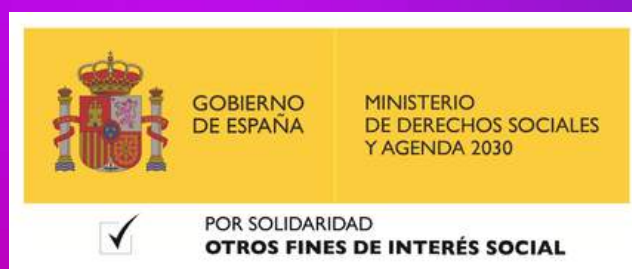 GOBIERNO
DE ESPAÑA
MINISTERIO
DE DERECHOS SOCIALES
Y AGENDA 2030
POR SOLIDARIDAD
OTROS FINES DE INTERÉS SOCIAL